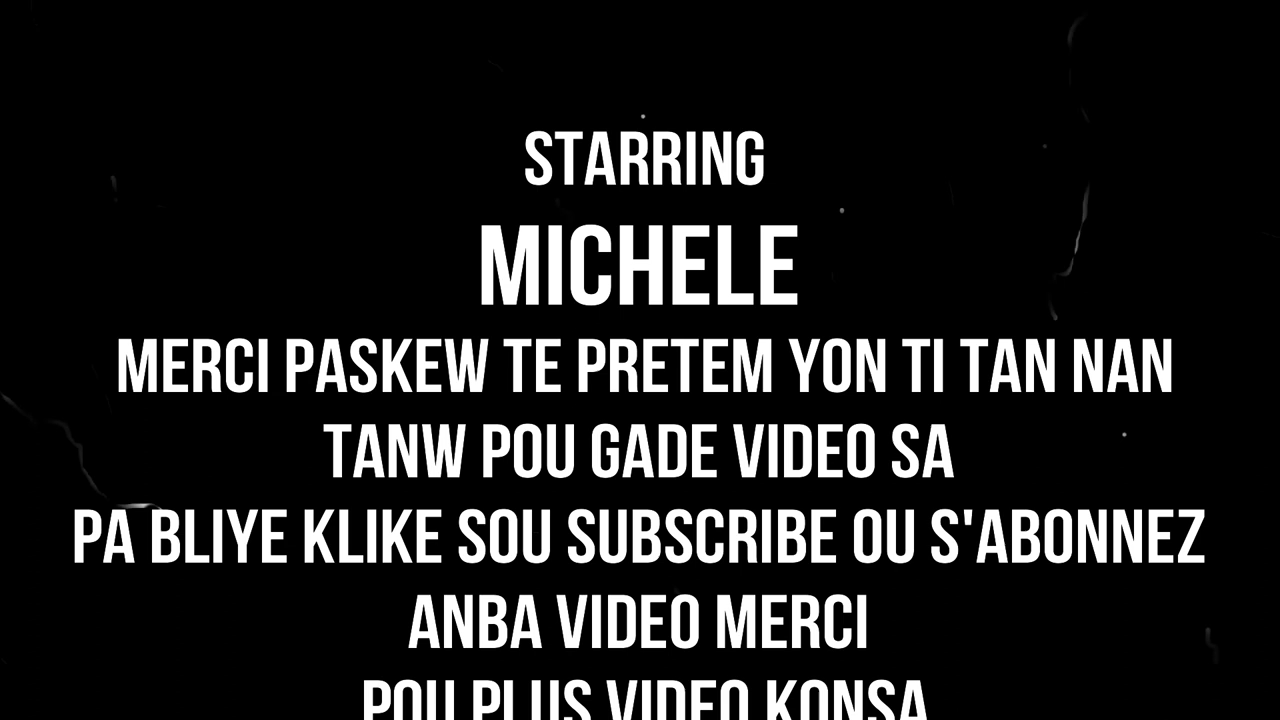 STARRING
MICHELE
MERCI PASKEW TE PRETEM YON TI TAN NAN
TANW POU GADE VIDEO SA
PA BLIYE KLIKE SOU SUBSCRIBE OU S'ABONNEZ
ANBA VIDEO MERCI
POU PLUS VIDEO KONSA